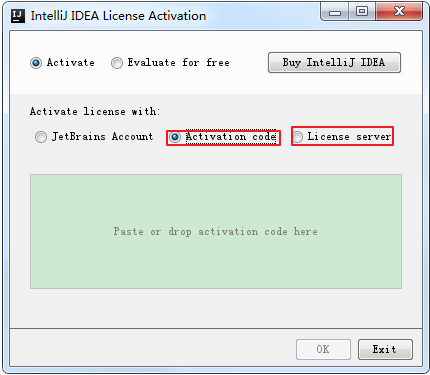 IntelliJ IDEA License Activation
Activate Evaluate for free Buy IntelliJ IDEA
Activate license with:
JetBrains Account Activation code License server
Paste or drop activation code here
OK Exit